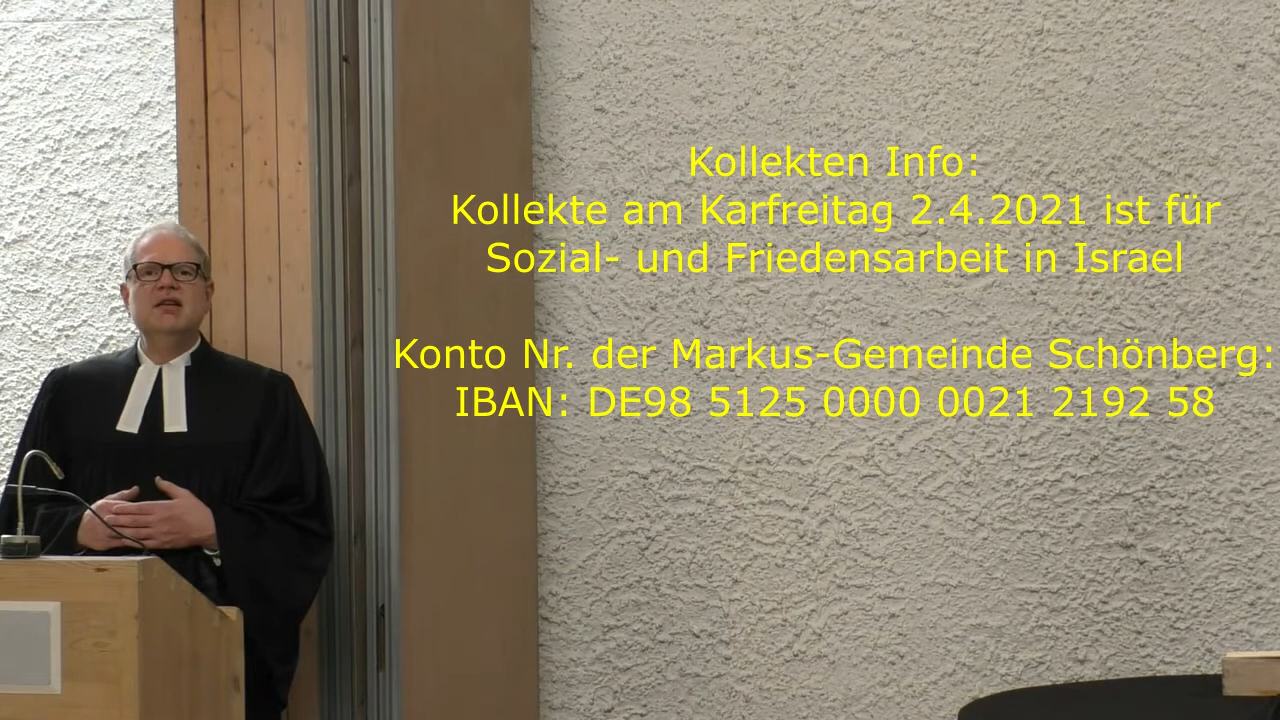 Kollekten Info:
Kollekte am Karfreitag 2.4.2021 ist für
Sozial- und Friedensarbeit in Israel
Konto Nr. der Markus-Gemeinde Schönberg:
IBAN: DE98 5125 0000 0021 2192 58